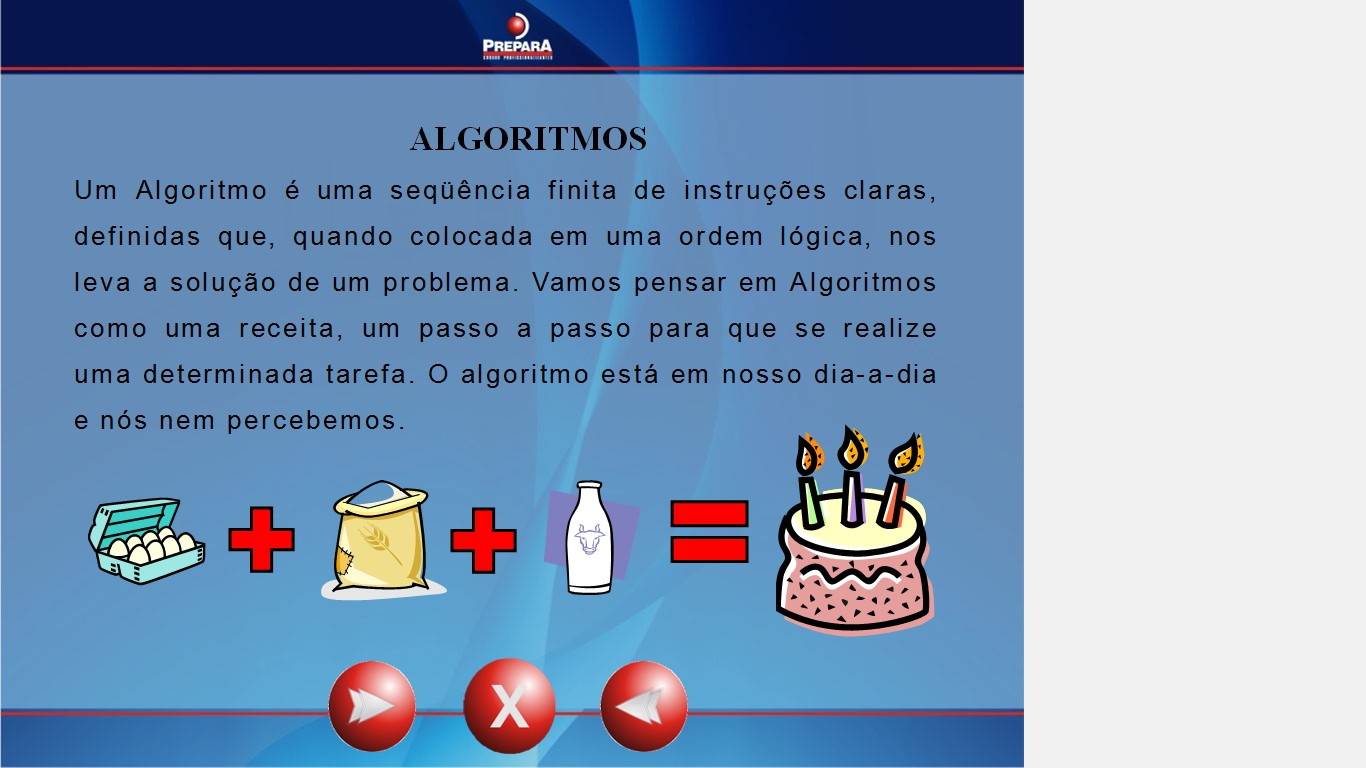 PREPARA
CURSOS PROFISSIONALIZANTES
ALGORITMOS
Um Algoritmo é uma seqüência finita de instruções claras,
definidas que, quando colocada em uma ordem lógica, nos
leva a solução de um problema. Vamos pensar em Algoritmos
como uma receita, um passo a passo para que se realize
uma determinada tarefa. O algoritmo está em nosso dia-a-dia
e nós nem percebemos.
X